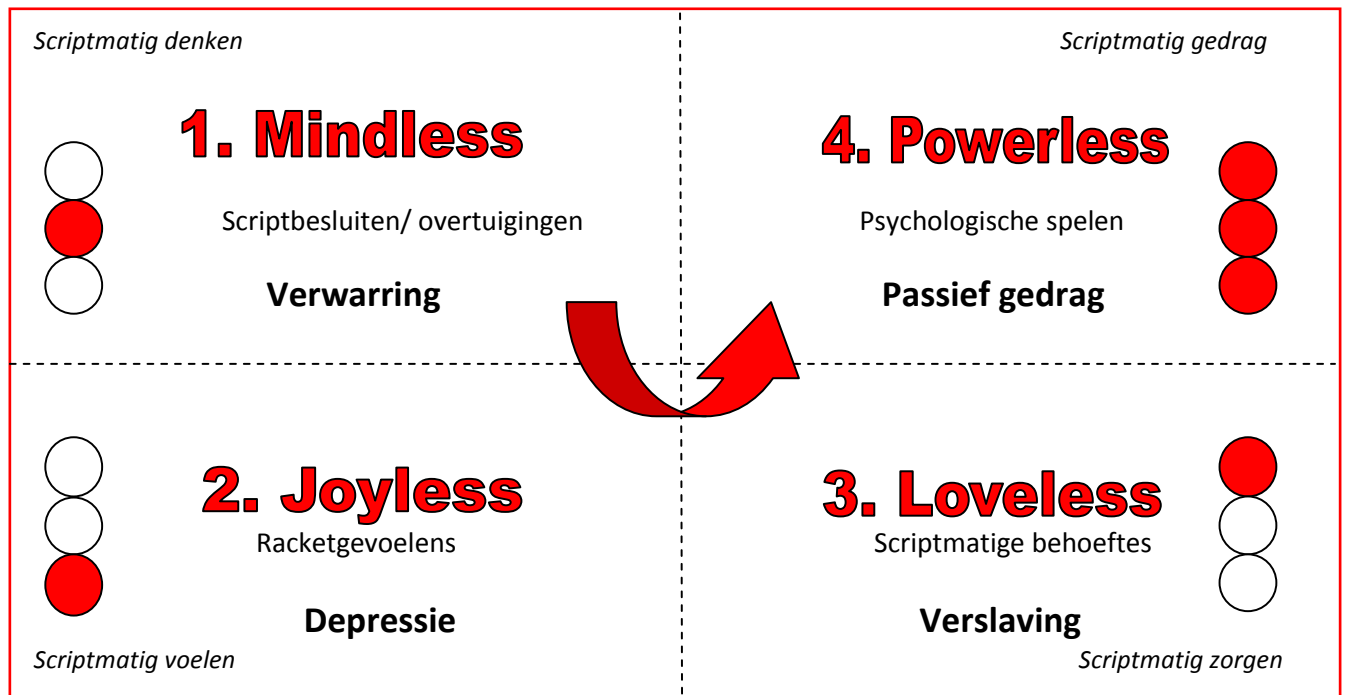 Scriptmatig denken
1. Mindless
Scriptbesluiten/ overtuigingen
Verwarring
Scriptmatig gedrag
4. Powerless
Psychologische spelen
Passief gedrag
2. Joyless
Racketgevoelens
Depressie
Scriptmatig voelen
3. Loveless
Scriptmatige behoeftes
Verslaving
Scriptmatig zorgen